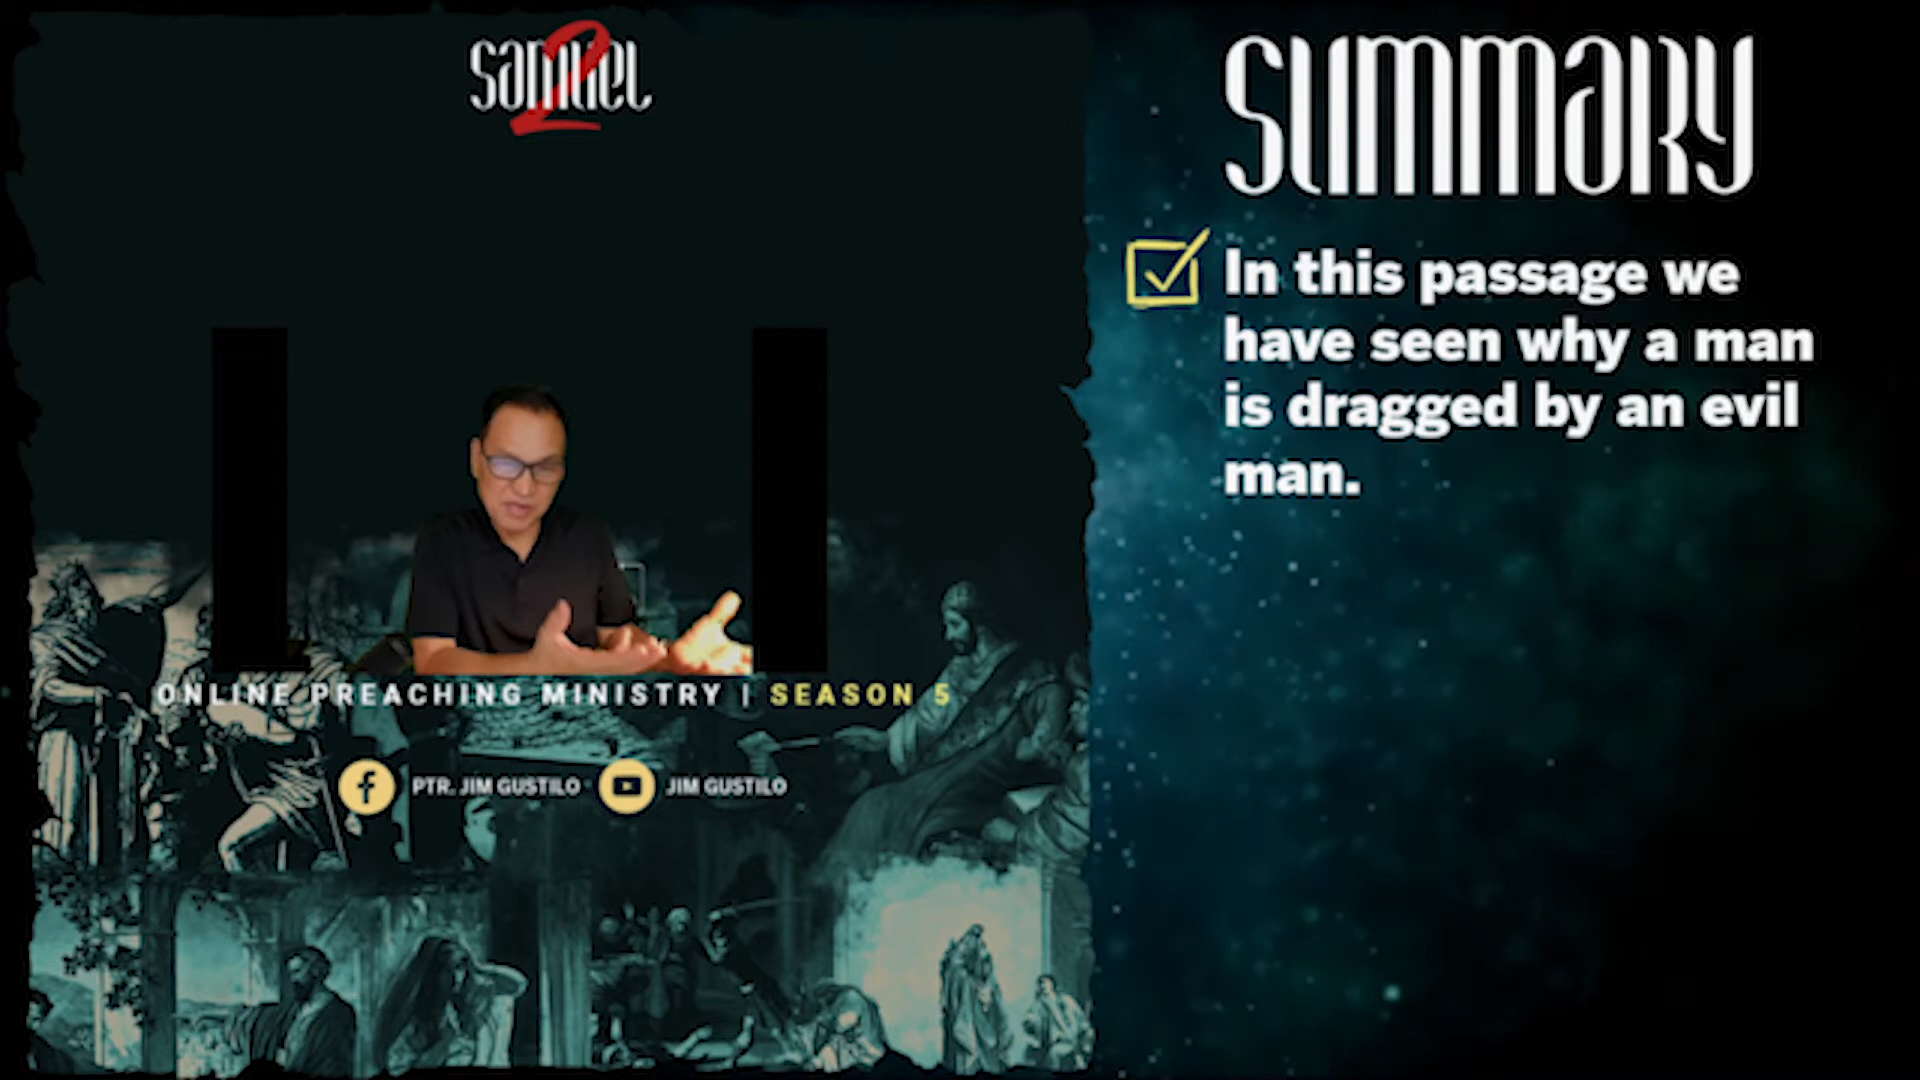 2 Samuel
ONLINE PREACHING MINISTRY | SEASON 5
PTR. JIM GUSTILO
JIM GUSTILO
SUMMARY
In this passage we
have seen why a man
is dragged by an evil
man.